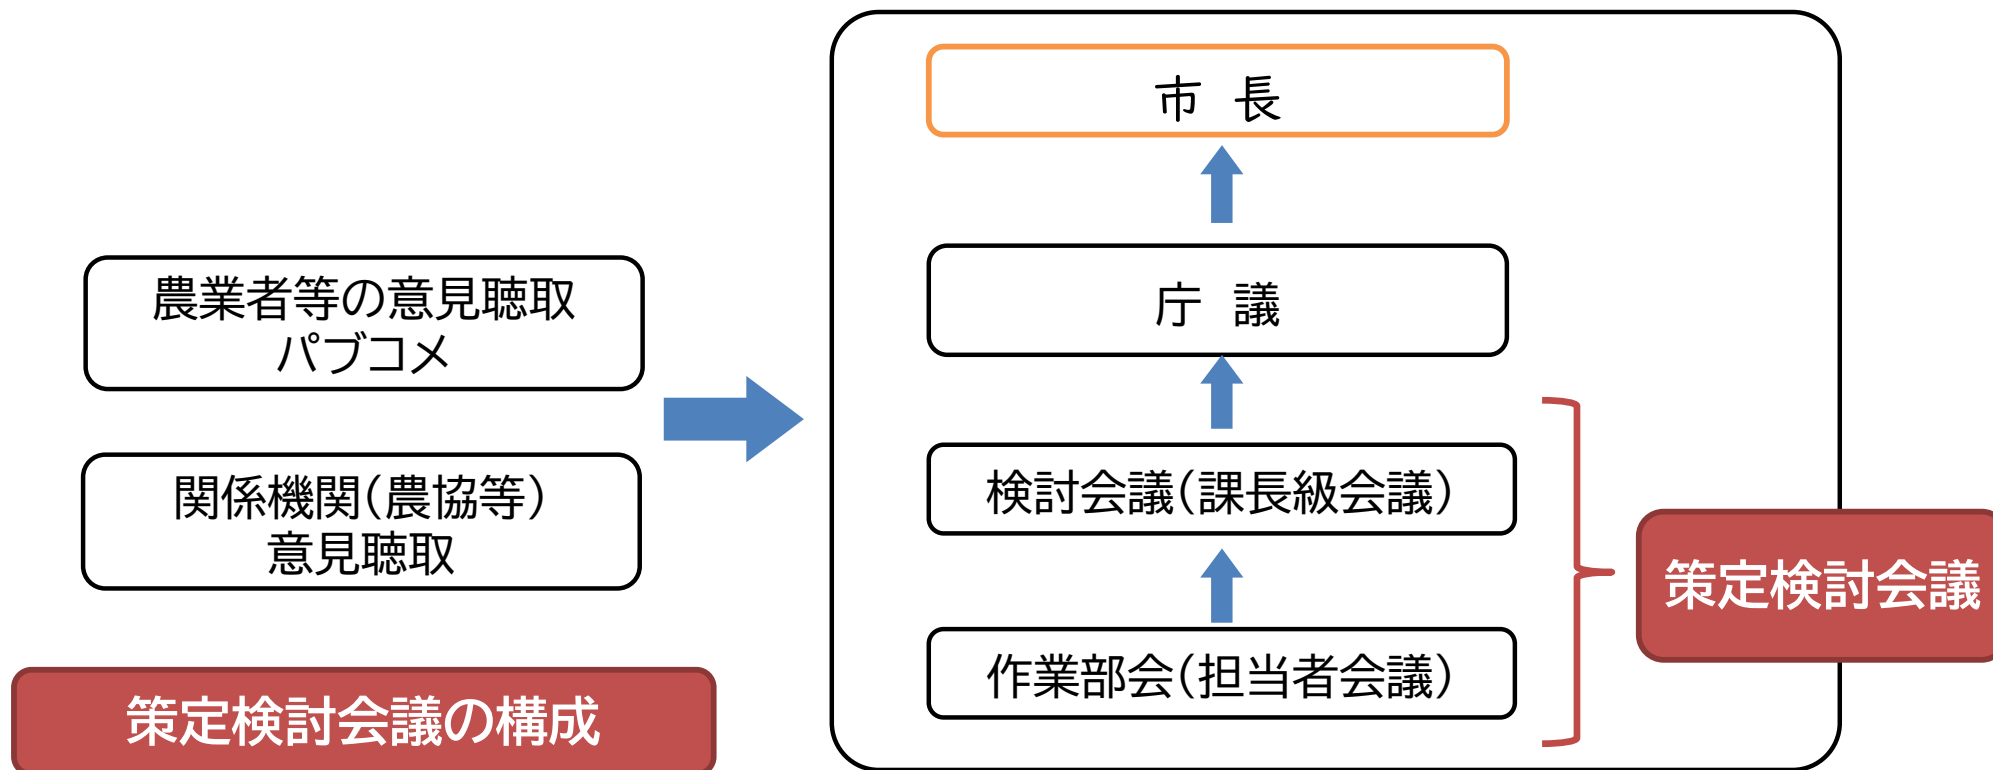 農業者等の意見聴取
パブコメ
関係機関（農協等）
意見聴取
策定検討会議の構成
市　長
庁　議
検討会議（課長級会議）
作業部会（担当者会議）
策定検討会議